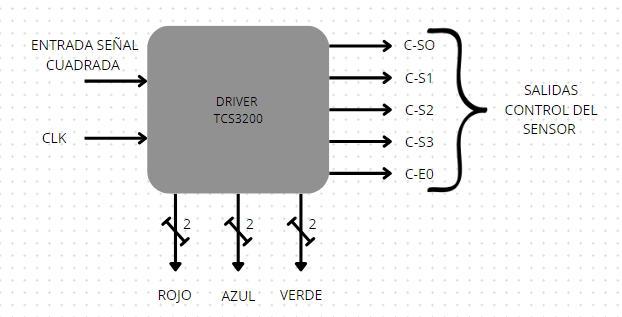 ENTRADA SEÑAL
CUADRADA
CLK
DRIVER
TCS3200
C-SO
C-S1
C-S2
C-S3
C-E0
SALIDAS
CONTROL DEL
SENSOR
2
2
2
ROJO
AZUL
VERDE